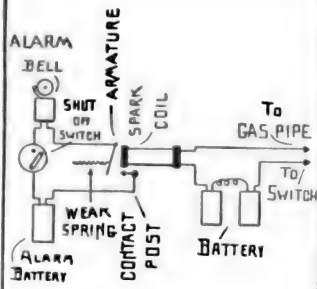 ALARM
BELL
SHUT
OFF
SWITCH
ARMATURE
SPARK
COIL
TO
GAS PIPE
TO
SWITCH
WEAK
SPRING
CONTACT
POST
BATTERY
ALARM
BATTERY